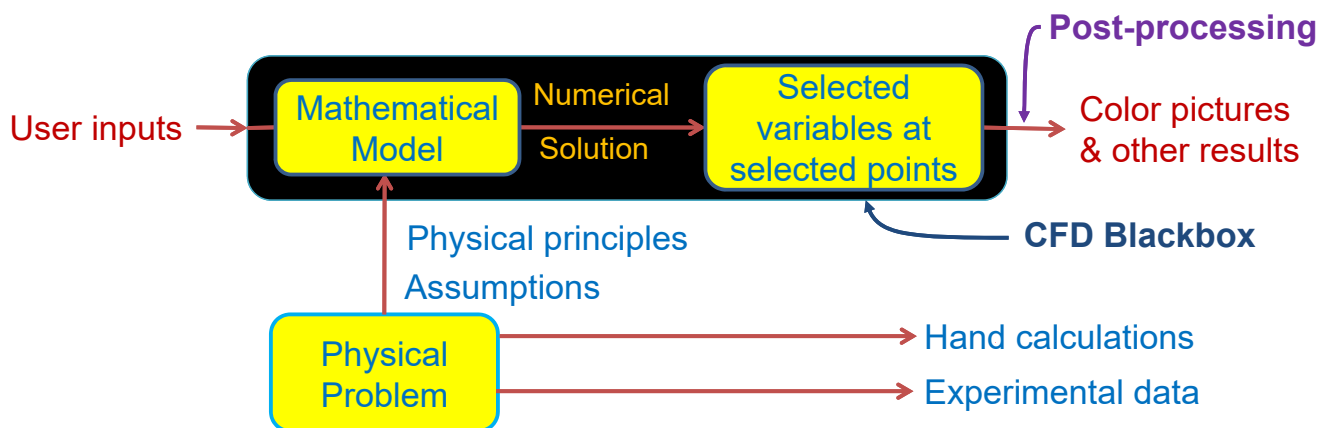 Post-processing
User inputs
Mathematical
Model
Numerical
Solution
Selected
variables at
selected points
Color pictures
& other results
CFD Blackbox
Physical principles
Assumptions
Physical
Problem
Hand calculations
Experimental data